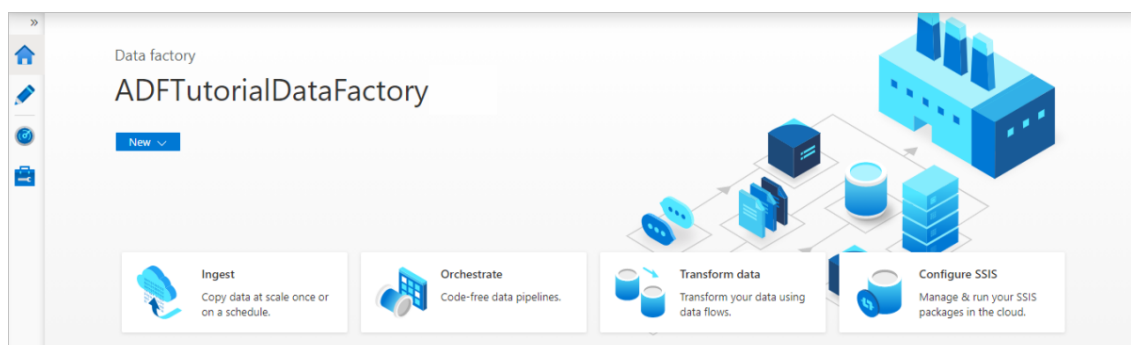 »
Data factory
ADFTutorialDataFactory
New
Ingest
Copy data at scale once or
on a schedule.
Orchestrate
Code-free data pipelines.
Transform data
Transform your data using
data flows.
Configure SSIS
Manage & run your SSIS
packages in the cloud.